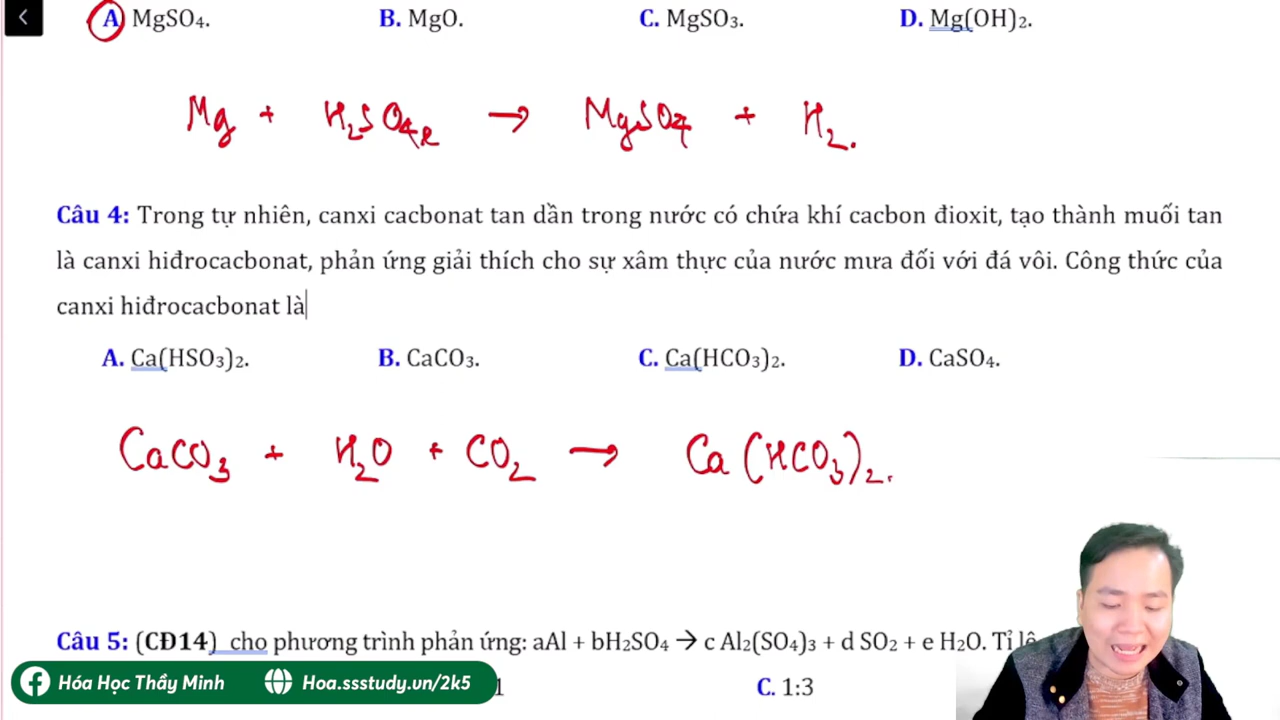 A MgSO₄. B. MgO. C. MgSO₃. D. Mg(OH)₂.
Mg + H₂SO₄ℓ → MgSO₄ + H₂.
Câu 4: Trong tự nhiên, canxi cacbonat tan dần trong nước có chứa khí cacbon đioxit, tạo thành muối tan
là canxi hiđrocacbonat, phản ứng giải thích cho sự xâm thực của nước mưa đối với đá vôi. Công thức của
canxi hiđrocacbonat là
A. Ca(HSO₃)₂. B. CaCO₃. C. Ca(HCO₃)₂. D. CaSO₄.
CaCO₃ + H₂O + CO₂ → Ca(HCO₃)₂.
Câu 5: (CĐ14) cho phương trình phản ứng: aAl + bH₂SO₄ → c Al₂(SO₄)₃ + d SO₂ + e H₂O. Tỉ lệ
Hóa Học Thầy Minh Hoa.ssstudy.vn/2k5 1 C. 1:3